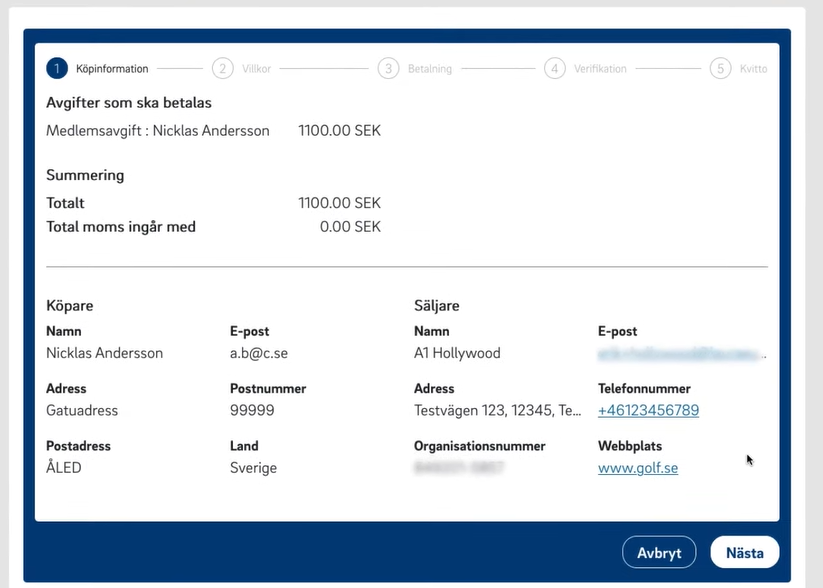 1 Köpinformation 2 Villkor 3 Betalning 4 Verifikation 5 Kvitto
Avgifter som ska betalas
Medlemsavgift : Nicklas Andersson 1100.00 SEK
Summering
Totalt 1100.00 SEK
Total moms ingår med 0.00 SEK
Köpare Säljare
Namn E-post Namn E-post
Nicklas Andersson a.b@c.se A1 Hollywood
Adress Postnummer Adress Telefonnummer
Gatuadress 99999 Testvägen 123, 12345, Te... +46123456789
Postadress Land Organisationsnummer Webbplats
ÅLED Sverige www.golf.se
Avbryt Nästa